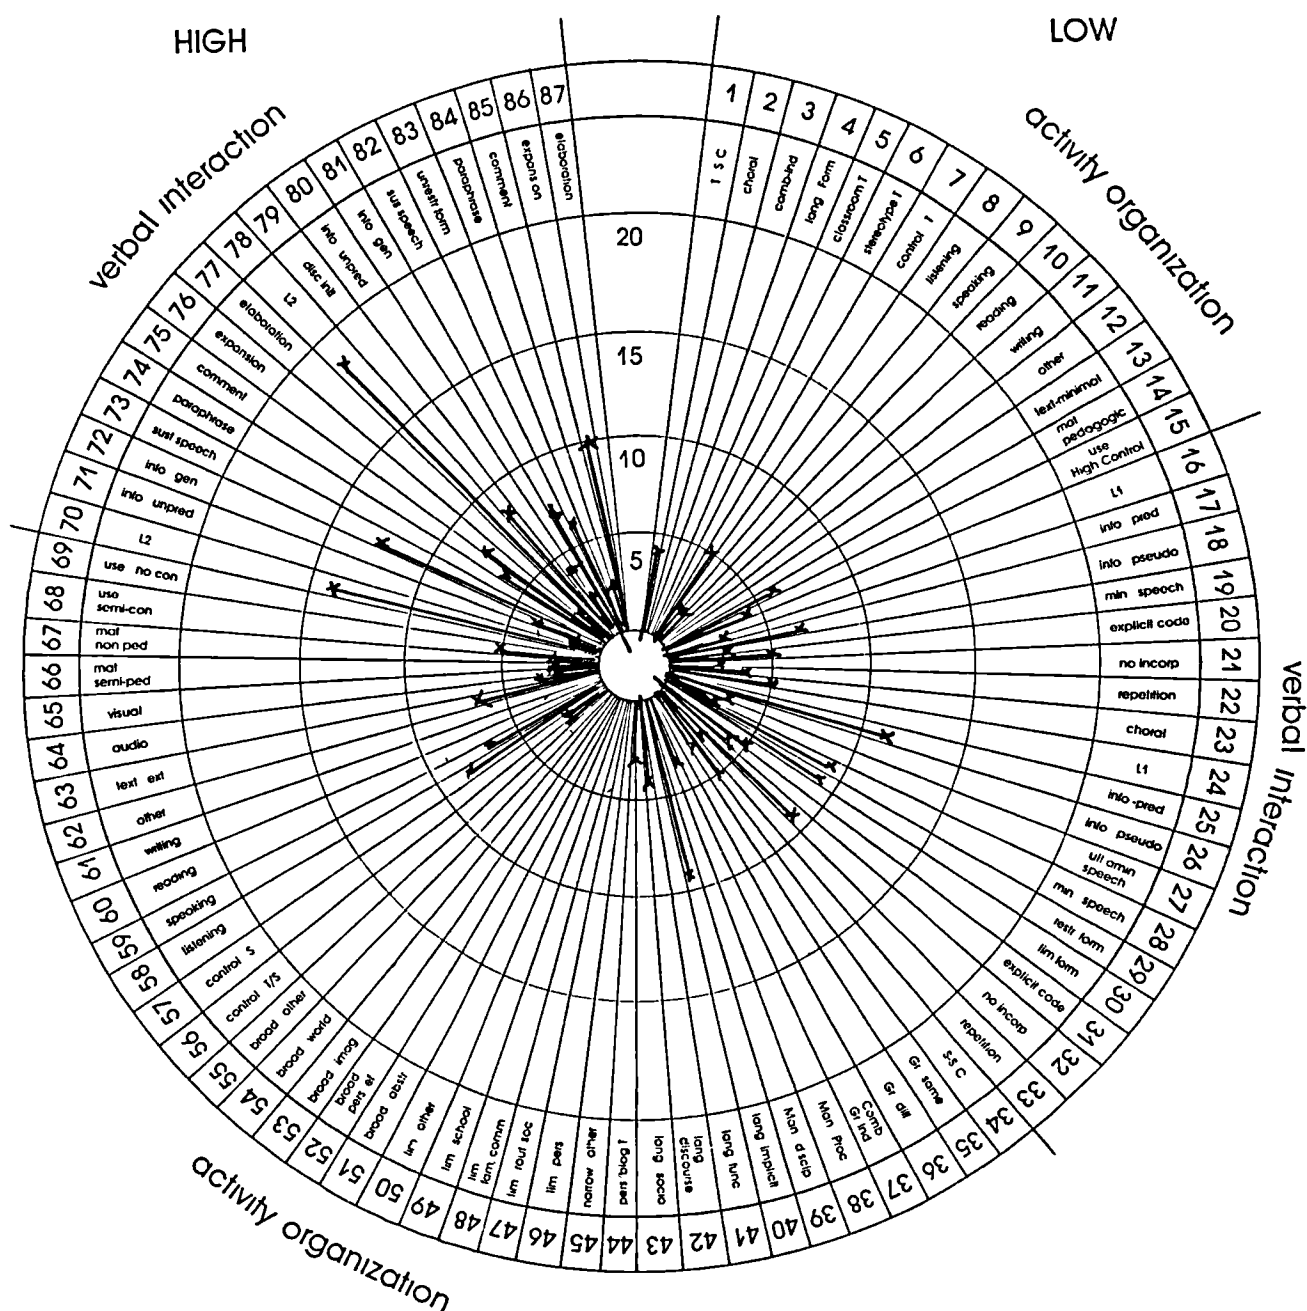 HIGH
LOW
verbal interaction
activity organization
verbal interaction
activity organization
20
15
10
5
1 T S C
2 choral
3 comb-ind
4 lang form
5 classroom T
6 stereotype T
7 control T
8 listening
9 speaking
10 reading
11 writing
12 other
13 text-minimal
14 mat pedagogic
15 use High Control
16 L1
17 info pred
18 info pseudo
19 min speech
20 explicit code
21 no incorp
22 repetition
23 choral
24 L1
25 info-pred
26 info pseudo
27 speech
28 min speech
29 restr form
30 lim form
31 explicit code
32 no incorp
33 repetition
34 S-S C
35 Gr same
36 Gr diff
37 Comb Gr Ind
38 Man Proc
39 Man discip
40 lang implicit
41 lang func
42 lang discourse
43 lang socio
44 pers biog T
45 narrow other
46 lim pers
47 lim rout soc
48 lim fam. comm
49 lim school
50 lim other
51 broad abstr
52 broad pers ef
53 broad imag
54 broad world
55 broad other
56 control T/S
57 control S
58 listening
59 speaking
60 reading
61 writing
62 other
63 text ext
64 audio
65 visual
66 mat semi-ped
67 mat non ped
68 use semi-con
69 use no con
70 L2
71 info unpred
72 info gen
73 sust speech
74 paraphrase
75 comment
76 expansion
77 elaboration
78 L2
79 disc init
80 info unpred
81 info gen
82 sus speech
83 unrestr form
84 paraphrase
85 comment
86 expans on
87 elaboration